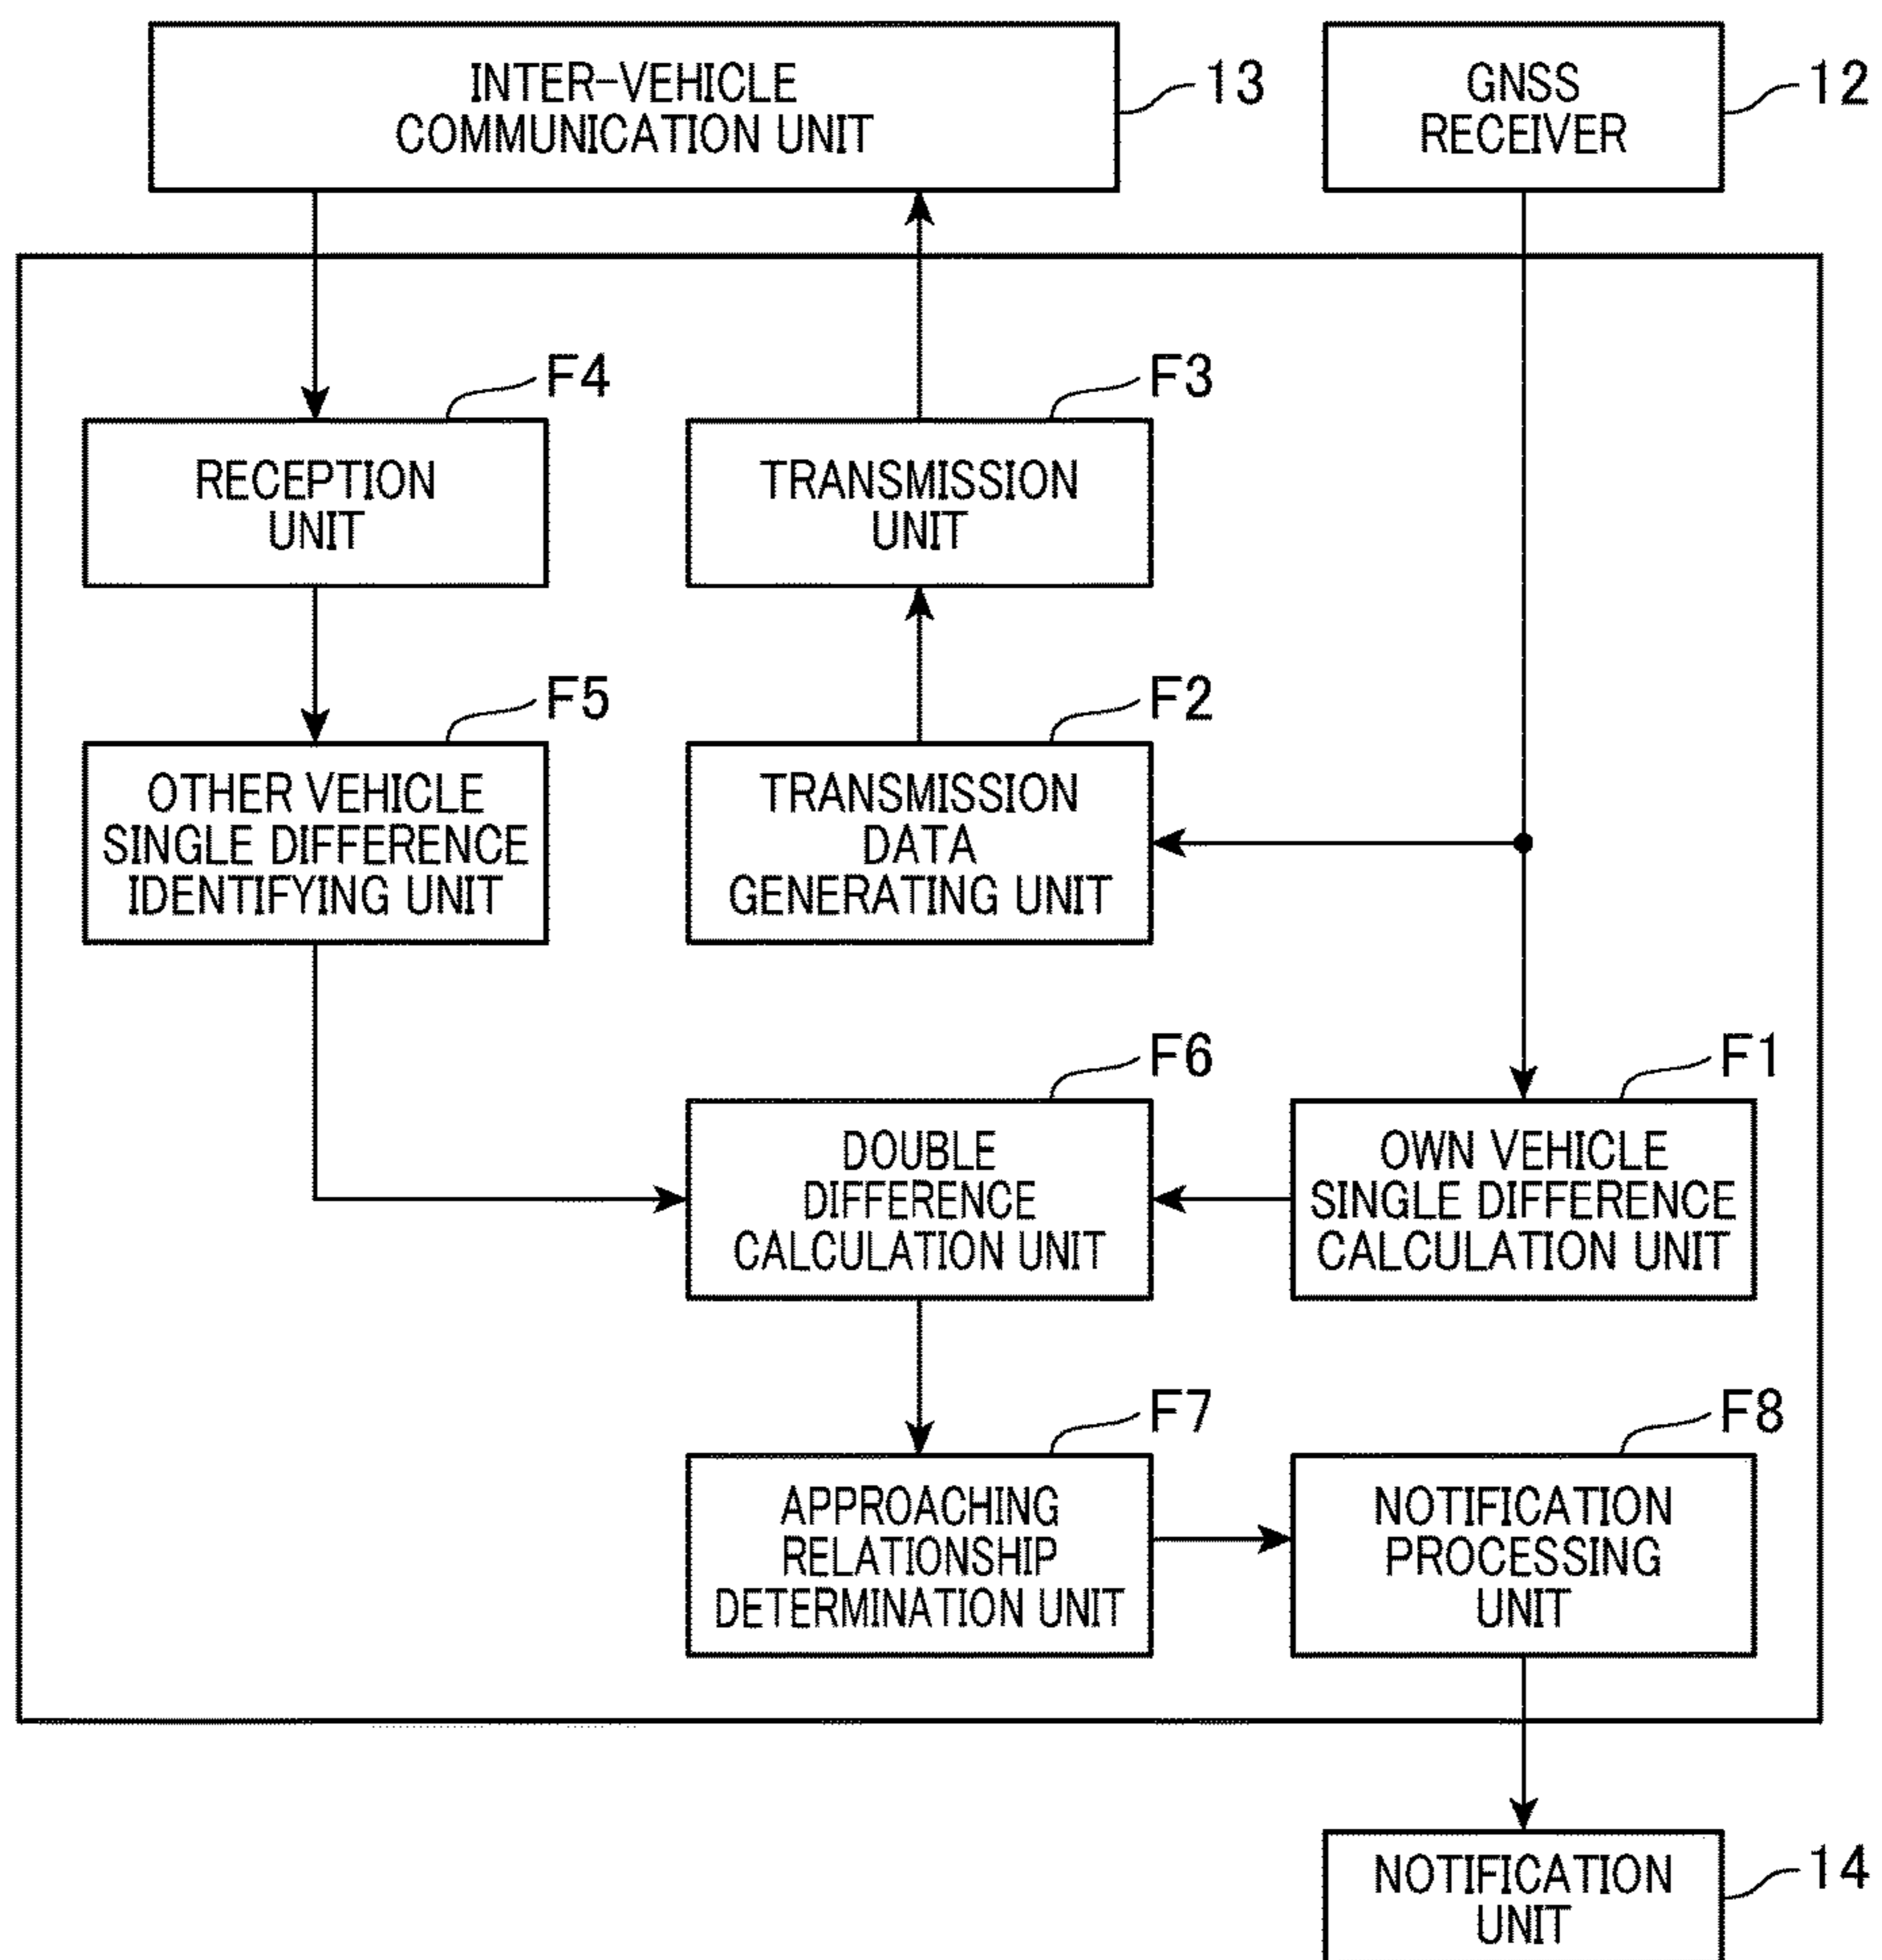 INTER-VEHICLE
COMMUNICATION UNIT
13
GNSS
RECEIVER
12
F4
RECEPTION
UNIT
F3
TRANSMISSION
UNIT
F5
OTHER VEHICLE
SINGLE DIFFERENCE
IDENTIFYING UNIT
F2
TRANSMISSION
DATA
GENERATING UNIT
F6
DOUBLE
DIFFERENCE
CALCULATION UNIT
F1
OWN VEHICLE
SINGLE DIFFERENCE
CALCULATION UNIT
F7
APPROACHING
RELATIONSHIP
DETERMINATION UNIT
F8
NOTIFICATION
PROCESSING
UNIT
NOTIFICATION
UNIT
14